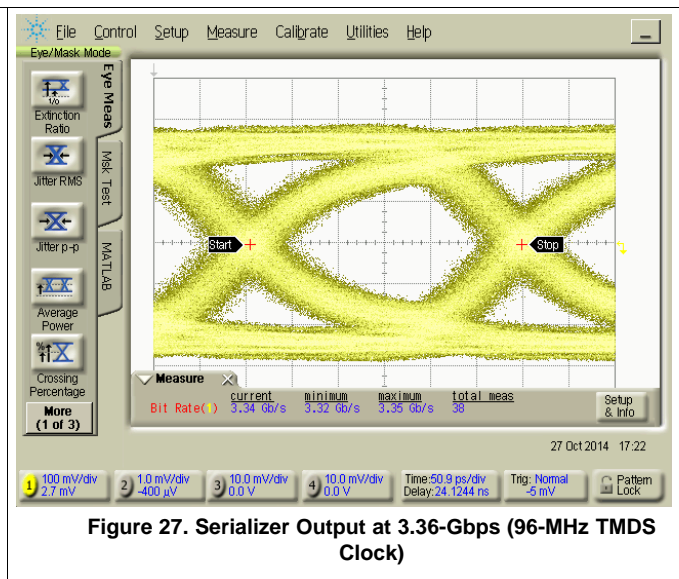 File Control Setup Measure Calibrate Utilities Help
Eye/Mask Mode
Eye Meas
Msk Test
MATLAB
1/0
Extinction
Ratio
Jitter RMS
Jitter p-p
Average
Power
%
Crossing
Percentage
More
(1 of 3)
Start
Stop
Measure
current minimum maximum total meas
Bit Rate(1) 3.34 Gb/s 3.32 Gb/s 3.35 Gb/s 38
Setup
& Info
27 Oct 2014 17:22
1 100 mV/div
2.7 mV
2 1.0 mV/div
-400 µV
3 10.0 mV/div
0.0 V
4 10.0 mV/div
0.0 V
Time:50.9 ps/div
Delay:24.1244 ns
Trig: Normal
-5 mV
Pattern
Lock
Figure 27. Serializer Output at 3.36-Gbps (96-MHz TMDS
Clock)